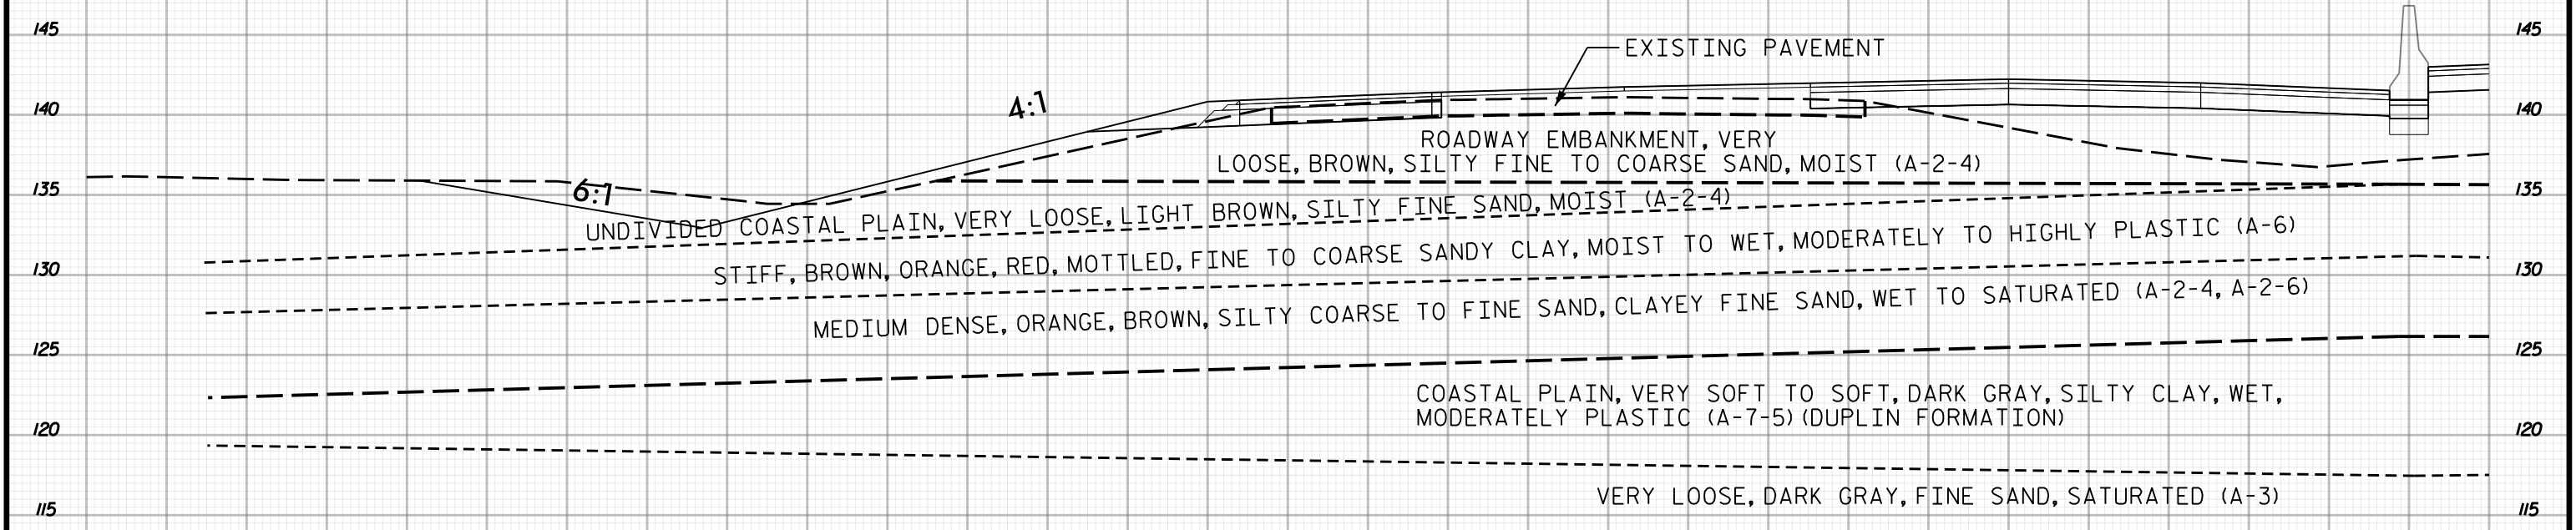 145 145
EXISTING PAVEMENT
4:1
140 140
ROADWAY EMBANKMENT, VERY
LOOSE, BROWN, SILTY FINE TO COARSE SAND, MOIST (A-2-4)
135 135
6:1
UNDIVIDED COASTAL PLAIN, VERY LOOSE, LIGHT BROWN, SILTY FINE SAND, MOIST (A-2-4)
STIFF, BROWN, ORANGE, RED, MOTTLED, FINE TO COARSE SANDY CLAY, MOIST TO WET, MODERATELY TO HIGHLY PLASTIC (A-6)
130 130
MEDIUM DENSE, ORANGE, BROWN, SILTY COARSE TO FINE SAND, CLAYEY FINE SAND, WET TO SATURATED (A-2-4, A-2-6)
125 125
COASTAL PLAIN, VERY SOFT TO SOFT, DARK GRAY, SILTY CLAY, WET,
MODERATELY PLASTIC (A-7-5) (DUPLIN FORMATION)
120 120
VERY LOOSE, DARK GRAY, FINE SAND, SATURATED (A-3)
115 115